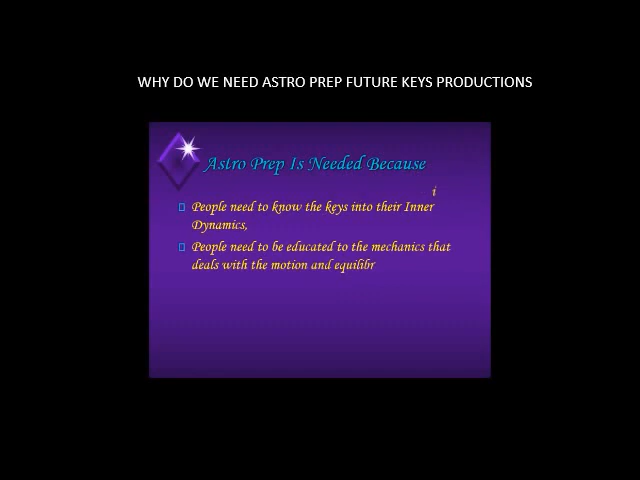 WHY DO WE NEED ASTRO PREP FUTURE KEYS PRODUCTIONS
Astro Prep Is Needed Because
i
People need to know the keys into their Inner
Dynamics,
People need to be educated to the mechanics that
deals with the motion and equilibr